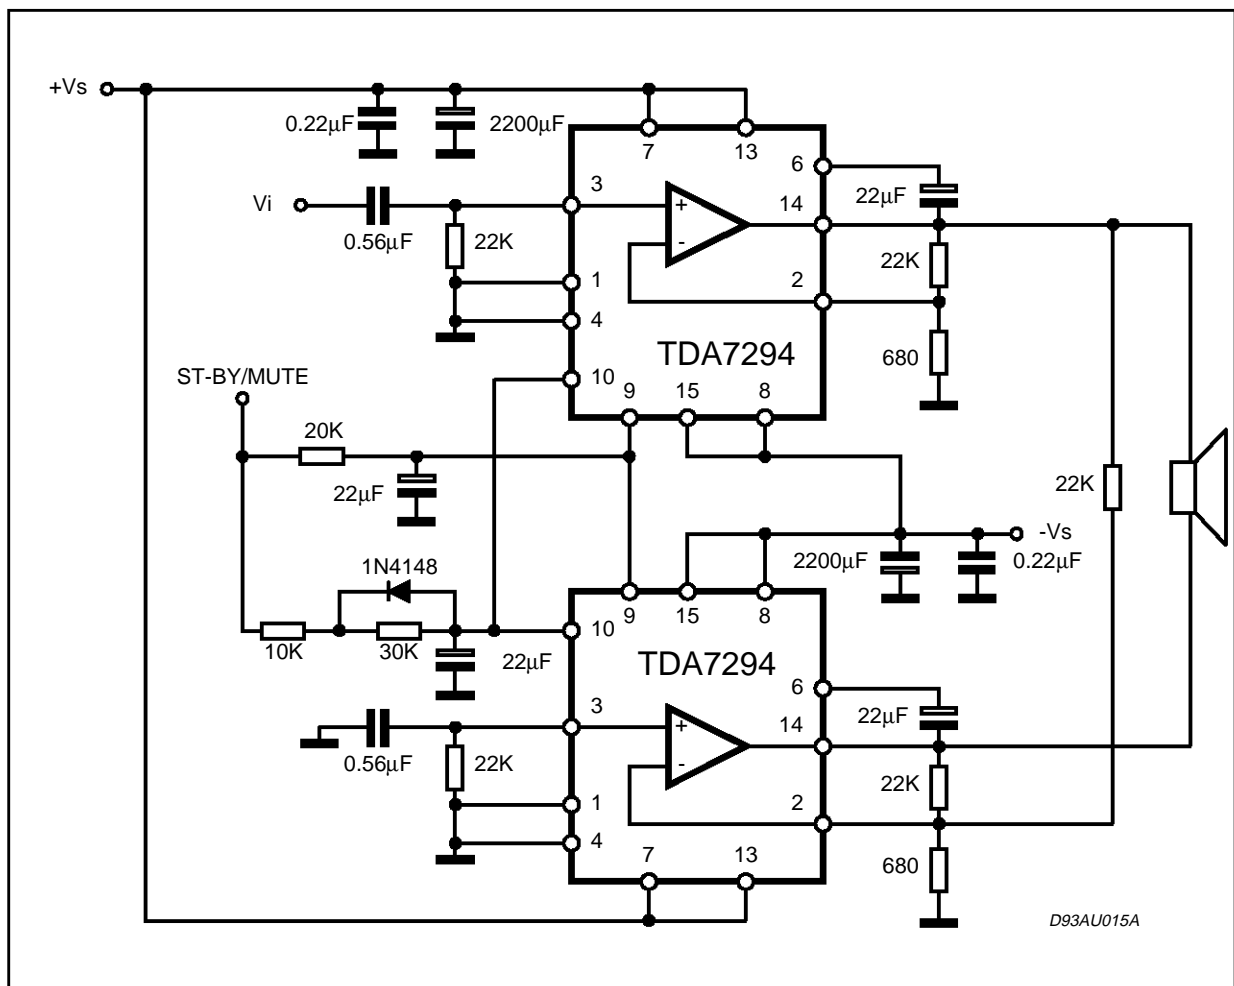 +Vs
0.22µF
2200µF
7
13
6
3
22µF
Vi
14
+
0.56µF
22K
-
22K
1
2
4
TDA7294
680
ST-BY/MUTE
10
9
15
8
20K
22µF
22K
-Vs
2200µF
0.22µF
1N4148
9
15
8
10
10K
30K
22µF
TDA7294
6
3
22µF
14
+
0.56µF
22K
-
22K
1
2
4
7
13
680
D93AU015A